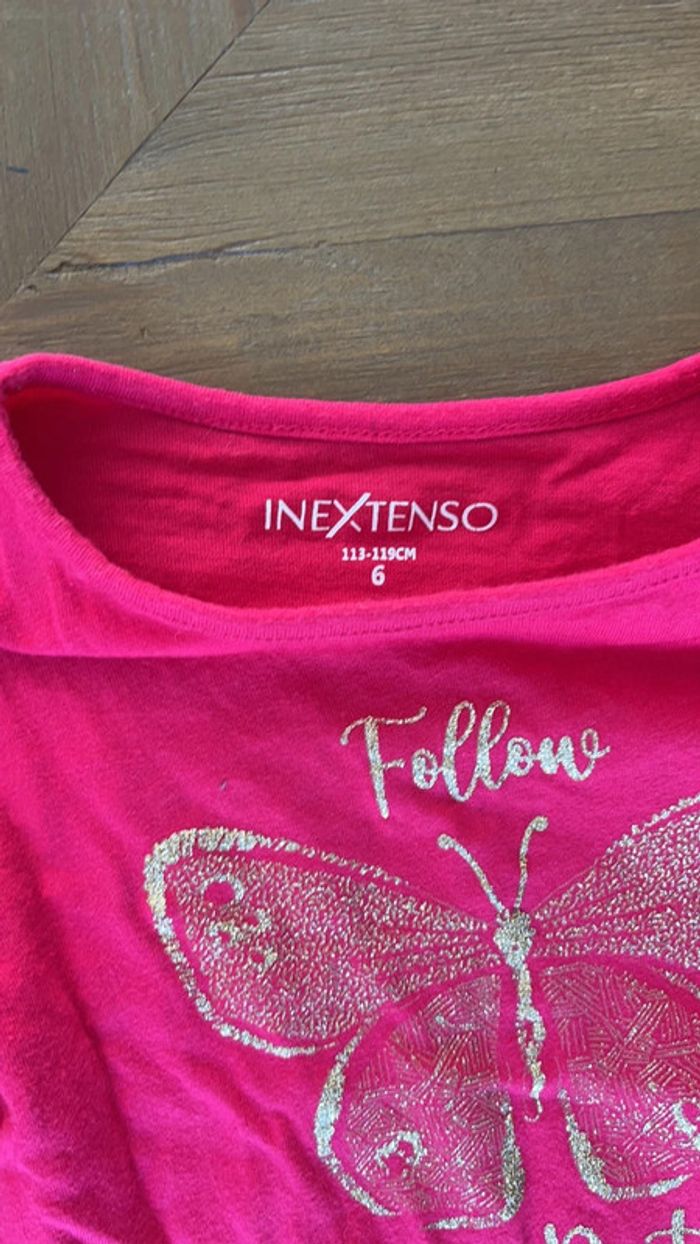 INEXTENSO
113-119CM
6
Follow